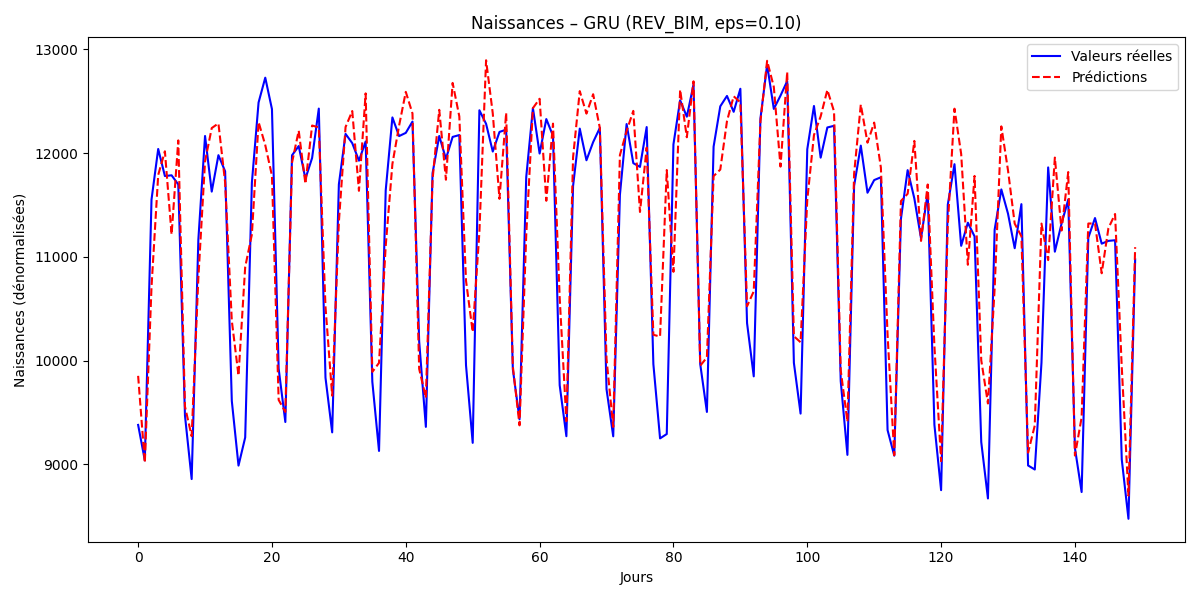 Naissances – GRU (REV_BIM, eps=0.10)
Valeurs réelles
Prédictions
Naissances (dénormalisées)
13000
12000
11000
10000
9000
0 20 40 60 80 100 120 140
Jours